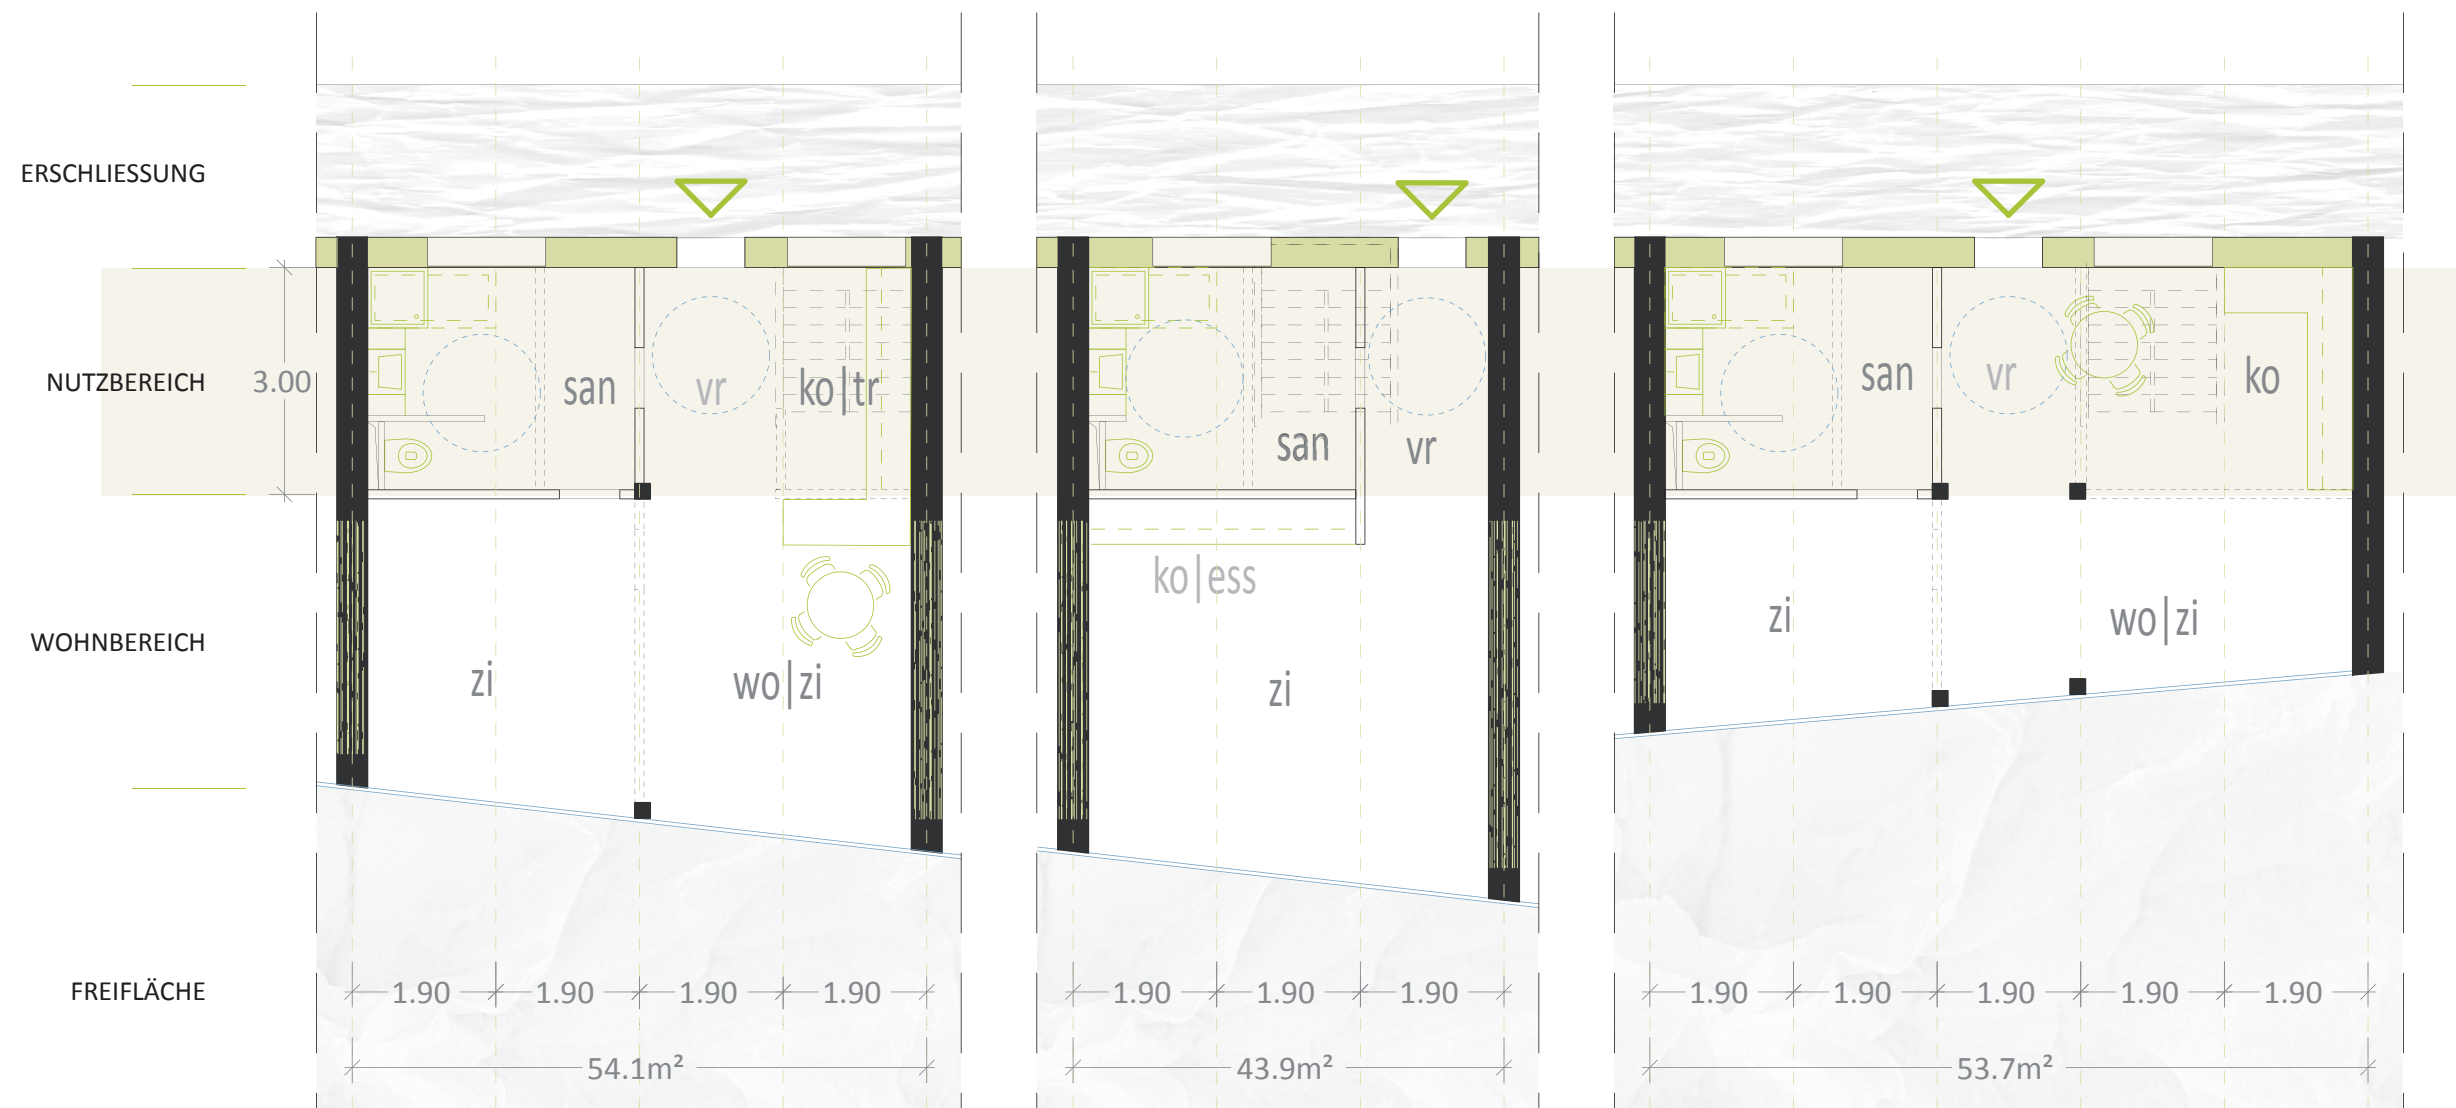 ERSCHLIESSUNG
NUTZBEREICH
3.00
san
vr
ko|tr
san
vr
san
vr
ko
WOHNBEREICH
zi
wo|zi
ko|ess
zi
zi
wo|zi
FREIFLÄCHE
1.90 1.90 1.90 1.90
1.90 1.90 1.90
1.90 1.90 1.90 1.90 1.90
54.1m²
43.9m²
53.7m²